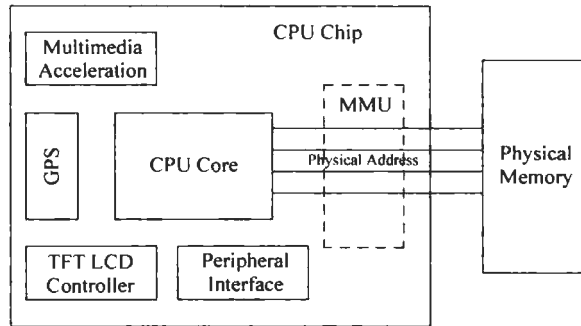 CPU Chip
Multimedia
Acceleration
MMU
GPS
CPU Core
Physical Address
Physical
Memory
TFT LCD
Controller
Peripheral
Interface